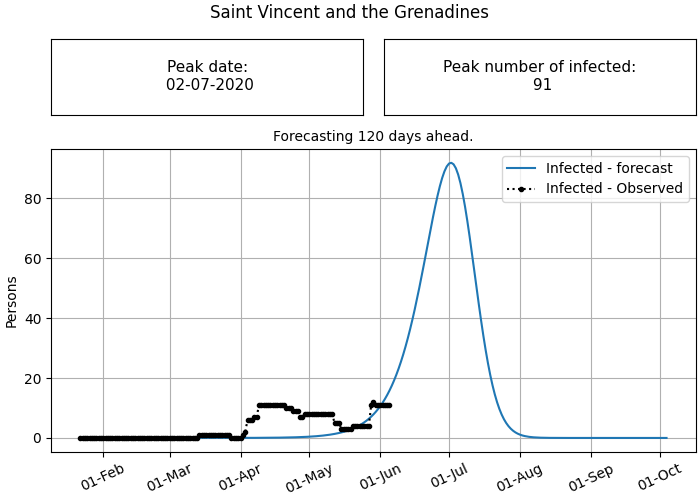 Saint Vincent and the Grenadines
Peak date:
02-07-2020
Peak number of infected:
91
Forecasting 120 days ahead.
Infected - forecast
Infected - Observed
Persons
80
60
40
20
0
01-Feb
01-Mar
01-Apr
01-May
01-Jun
01-Jul
01-Aug
01-Sep
01-Oct